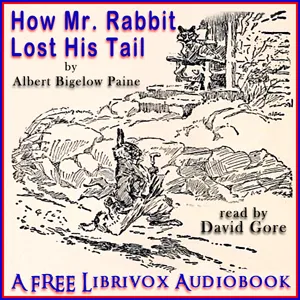 How Mr. Rabbit
Lost His Tail
by
Albert Bigelow Paine
read by
David Gore
A fREE Librivox Audiobook